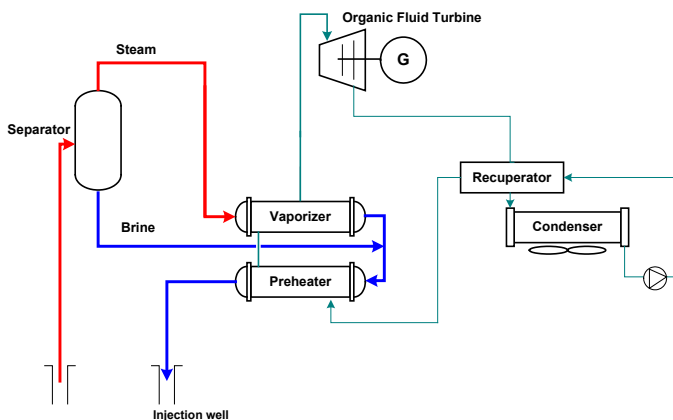 Organic Fluid Turbine
Steam
G
Separator
Recuperator
Vaporizer
Condenser
Brine
Preheater
Injection well